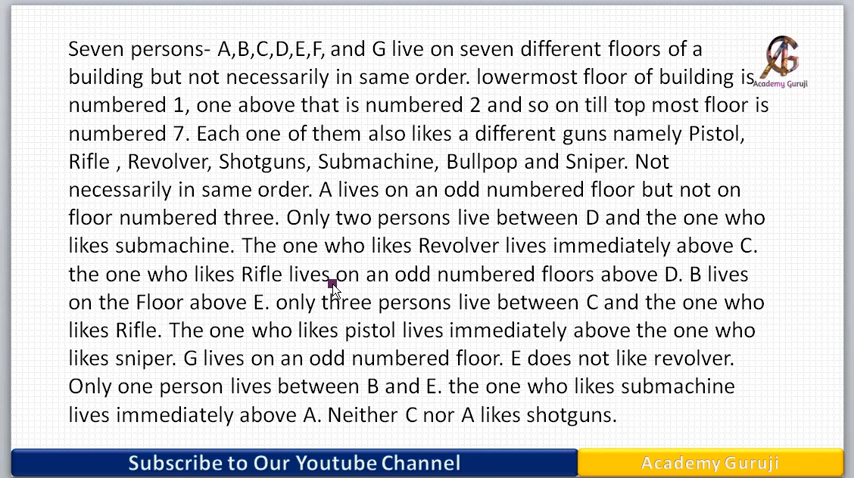 Seven persons- A,B,C,D,E,F, and G live on seven different floors of a
building but not necessarily in same order. lowermost floor of building is
Academy Guruji
numbered 1, one above that is numbered 2 and so on till top most floor is
numbered 7. Each one of them also likes a different guns namely Pistol,
Rifle , Revolver, Shotguns, Submachine, Bullpop and Sniper. Not
necessarily in same order. A lives on an odd numbered floor but not on
floor numbered three. Only two persons live between D and the one who
likes submachine. The one who likes Revolver lives immediately above C.
the one who likes Rifle lives on an odd numbered floors above D. B lives
on the Floor above E. only three persons live between C and the one who
likes Rifle. The one who likes pistol lives immediately above the one who
likes sniper. G lives on an odd numbered floor. E does not like revolver.
Only one person lives between B and E. the one who likes submachine
lives immediately above A. Neither C nor A likes shotguns.
Subscribe to Our Youtube Channel
Academy Guruji